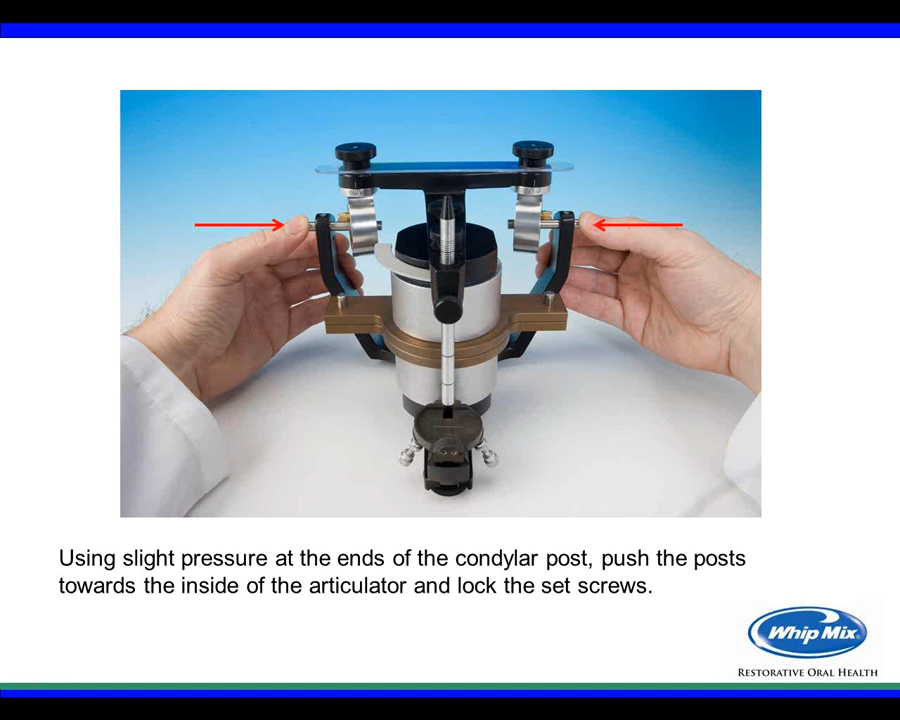 Using slight pressure at the ends of the condylar post, push the posts
towards the inside of the articulator and lock the set screws.
Whip Mix®
RESTORATIVE ORAL HEALTH